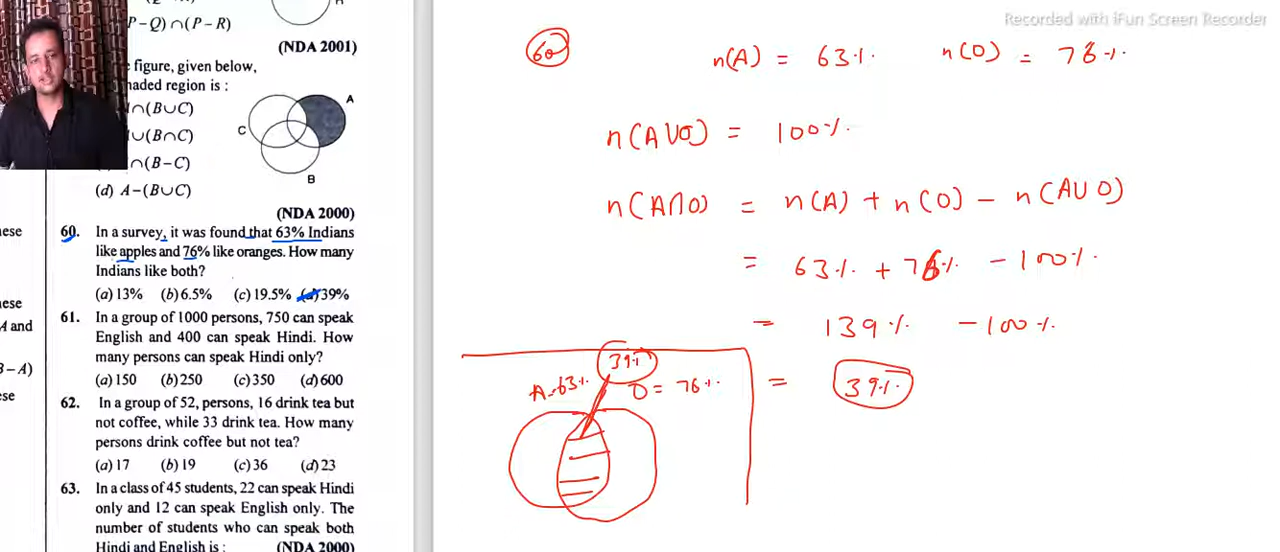 P-Q)∩(P-R)
(NDA 2001)
figure, given below,
haded region is :
∩(B∪C)
∪(B∩C)
∩(B-C)
(d) A-(B∪C)
A
C
B
(NDA 2000)
60. In a survey, it was found that 63% Indians
like apples and 76% like oranges. How many
Indians like both?
(a) 13% (b) 6.5% (c) 19.5% (d) 39%
61. In a group of 1000 persons, 750 can speak
English and 400 can speak Hindi. How
many persons can speak Hindi only?
(a) 150 (b) 250 (c) 350 (d) 600
62. In a group of 52, persons, 16 drink tea but
not coffee, while 33 drink tea. How many
persons drink coffee but not tea?
(a) 17 (b) 19 (c) 36 (d) 23
63. In a class of 45 students, 22 can speak Hindi
only and 12 can speak English only. The
number of students who can speak both
Hindi and English is : (NDA 2000)
nese
nese
A and
B-A)
ese
Recorded with iFun Screen Recorder
60 n(A) = 63% n(O) = 76%
n(A∪O) = 100%
n(A∩O) = n(A) + n(O) - n(A∪O)
= 63% + 76% - 100%
= 139% - 100%
= 39%
39%
A=63% O = 76%